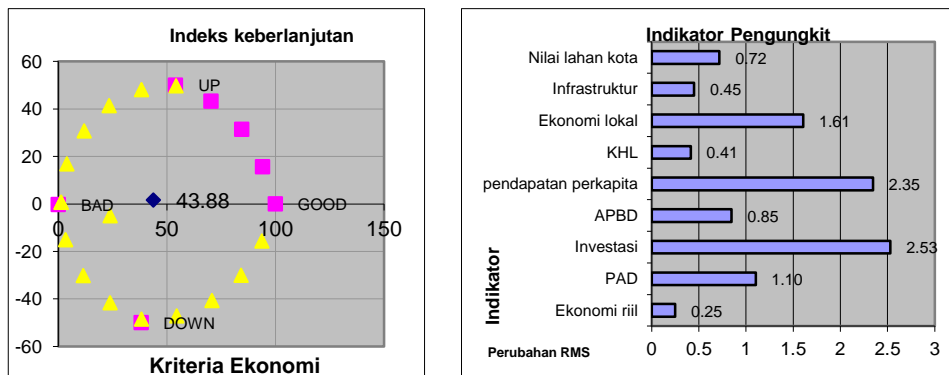 Indeks keberlanjutan
60
40
20
0
-20
-40
-60
UP
BAD
43.88
GOOD
DOWN
0
50
100
150
Kriteria Ekonomi
Indikator Pengungkit
Indikator
Nilai lahan kota
0.72
Infrastruktur
0.45
Ekonomi lokal
1.61
KHL
0.41
pendapatan perkapita
2.35
APBD
0.85
Investasi
2.53
PAD
1.10
Ekonomi riil
0.25
Perubahan RMS
0
0.5
1
1.5
2
2.5
3